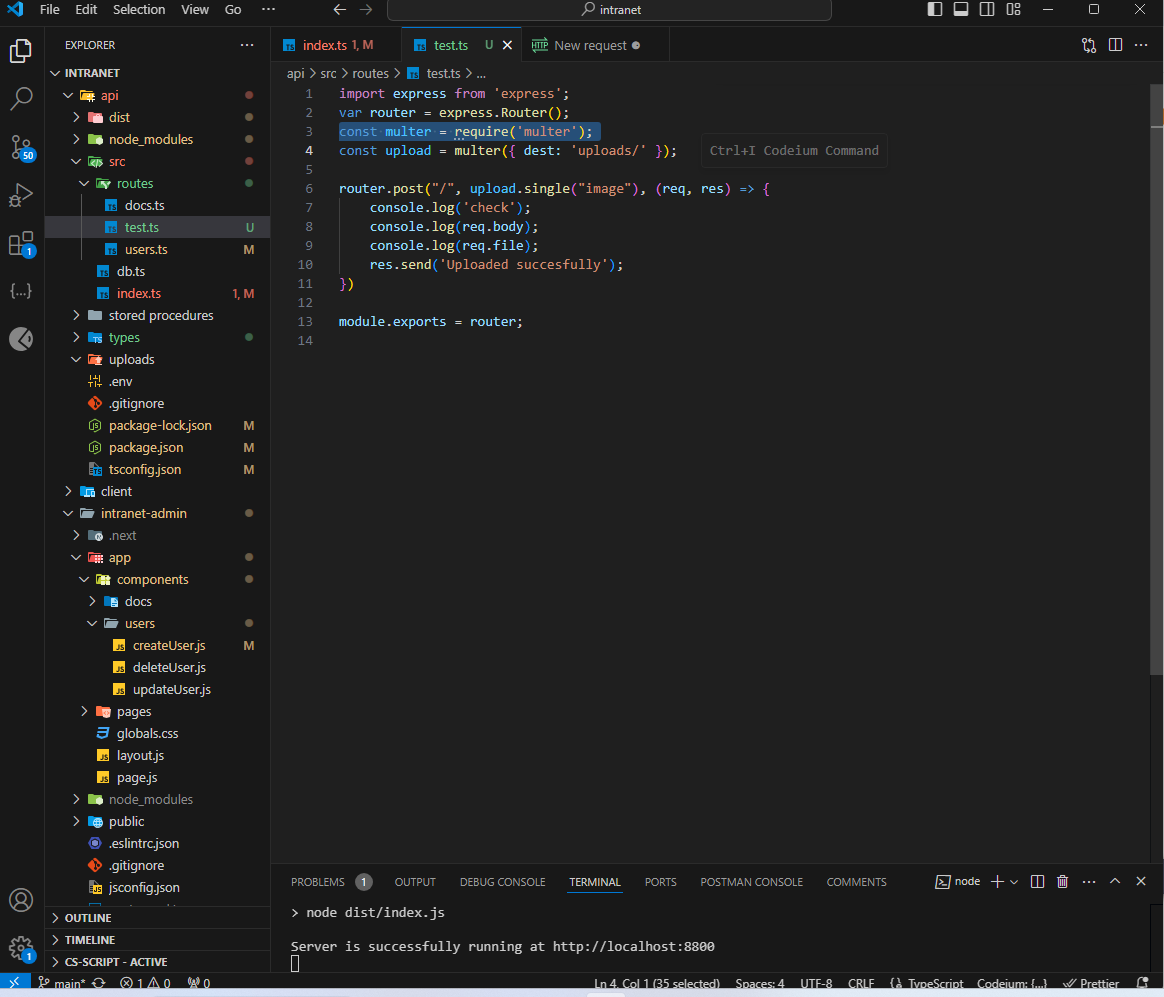 File Edit Selection View Go ··· intranet
EXPLORER ···
INTRANET
api
dist
node_modules
src
routes
docs.ts
test.ts U
users.ts M
db.ts
index.ts 1, M
stored procedures
types
uploads
.env
.gitignore
package-lock.json M
package.json M
tsconfig.json M
client
intranet-admin
.next
app
components
docs
users
createUser.js M
deleteUser.js
updateUser.js
pages
globals.css
layout.js
page.js
node_modules
public
.eslintrc.json
.gitignore
jsconfig.json
OUTLINE
TIMELINE
CS-SCRIPT - ACTIVE
50
1
1
index.ts 1, M test.ts U New request
api > src > routes > test.ts > ...
1 import express from 'express';
2 var router = express.Router();
3 const multer = require('multer');
4 const upload = multer({ dest: 'uploads/' }); Ctrl+I Codeium Command
5
6 router.post("/", upload.single("image"), (req, res) => {
7 console.log('check');
8 console.log(req.body);
9 console.log(req.file);
10 res.send('Uploaded succesfully');
11 })
12
13 module.exports = router;
14
PROBLEMS 1 OUTPUT DEBUG CONSOLE TERMINAL PORTS POSTMAN CONSOLE COMMENTS node
> node dist/index.js
Server is successfully running at http://localhost:8800
main* 1 0 0 Ln 4, Col 1 (35 selected) Spaces: 4 UTF-8 CRLF {} TypeScript Codeium: {...} Prettier